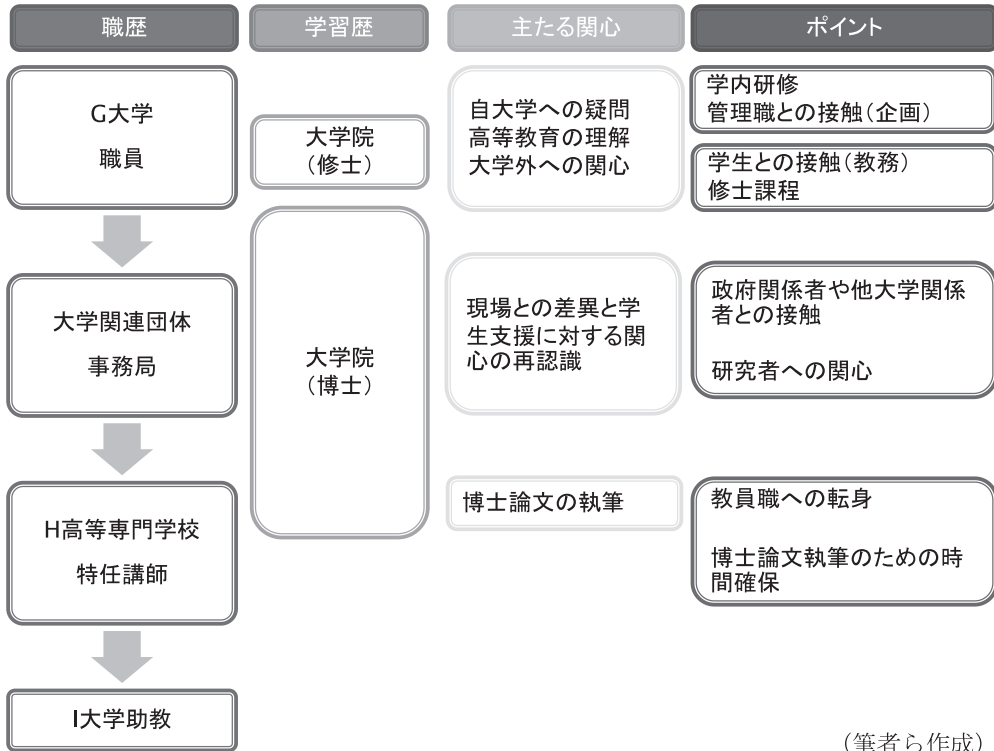 職歴
学習歴
主たる関心
ポイント
G大学
職員
大学院
(修士)
自大学への疑問
高等教育の理解
大学外への関心
学内研修
管理職との接触(企画)
学生との接触(教務)
修士課程
大学関連団体
事務局
大学院
(博士)
現場との差異と学
生支援に対する関
心の再認識
政府関係者や他大学関係
者との接触
研究者への関心
H高等専門学校
特任講師
博士論文の執筆
教員職への転身
博士論文執筆のための時
間確保
I大学助教
(筆者ら作成)